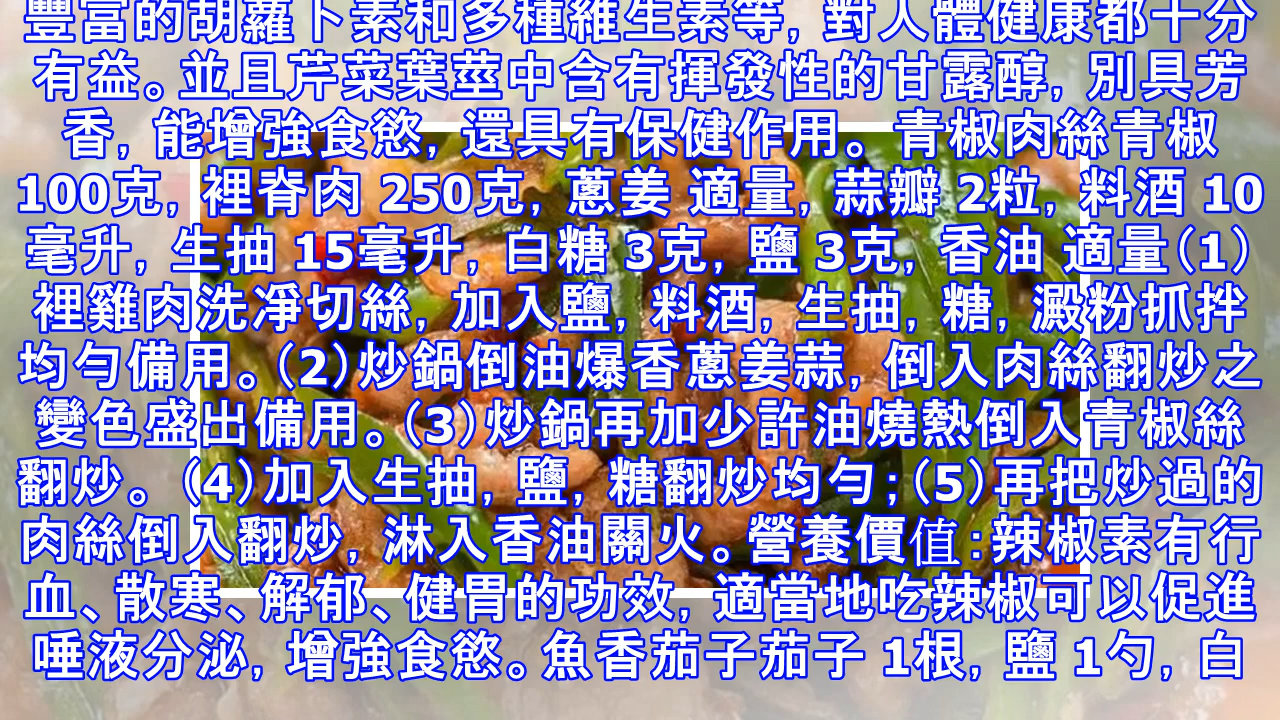 豐富的胡蘿卜素和多種維生素等, 對人體健康都十分
有益。並且芹菜葉莖中含有揮發性的甘露醇, 別具芳
香, 能增強食慾, 還具有保健作用。 青椒肉絲青椒
100克, 裡脊肉 250克, 蔥姜 適量, 蒜瓣 2粒, 料酒 10
毫升, 生抽 15毫升, 白糖 3克, 鹽 3克, 香油 適量(1)
裡雞肉洗凈切絲, 加入鹽, 料酒, 生抽, 糖, 澱粉抓拌
均勻備用。(2)炒鍋倒油爆香蔥姜蒜, 倒入肉絲翻炒之
變色盛出備用。(3)炒鍋再加少許油燒熱倒入青椒絲
翻炒。(4)加入生抽, 鹽, 糖翻炒均勻;(5)再把炒過的
肉絲倒入翻炒, 淋入香油關火。營養價值:辣椒素有行
血、散寒、解郁、健胃的功效, 適當地吃辣椒可以促進
唾液分泌, 增強食慾。魚香茄子茄子 1根, 鹽 1勺, 白